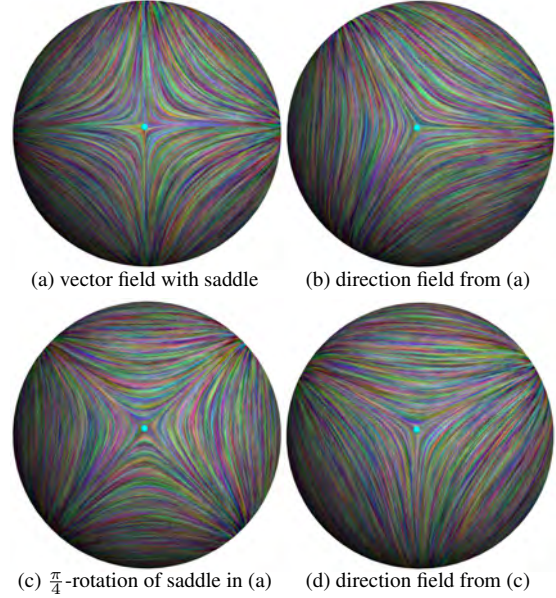 (a) vector field with saddle
(b) direction field from (a)
(c) π/4-rotation of saddle in (a)
(d) direction field from (c)